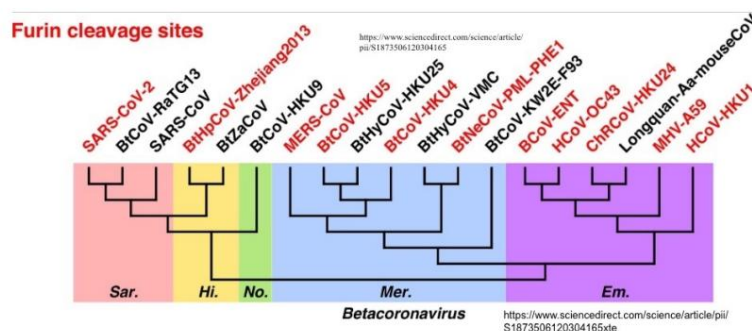 Furin cleavage sites
https://www.sciencedirect.com/science/article/
pii/S1873506120304165
SARS-CoV-2
BtCoV-RaTG13
SARS-CoV
BtHpCoV-Zhejiang2013
BtZaCoV
BtCoV-HKU9
MERS-CoV
BtCoV-HKU5
BtHyCoV-HKU25
BtCoV-HKU4
BtHyCoV-VMC
BtNeCoV-PML-PHE1
BtCoV-KW2E-F93
BCoV-ENT
HCoV-OC43
ChRCoV-HKU24
Longquan-Aa-mouseCoV
MHV-A59
HCoV-HKU1
Sar.
Hi.
No.
Mer.
Em.
Betacoronavirus
https://www.sciencedirect.com/science/article/pii/
S1873506120304165xte